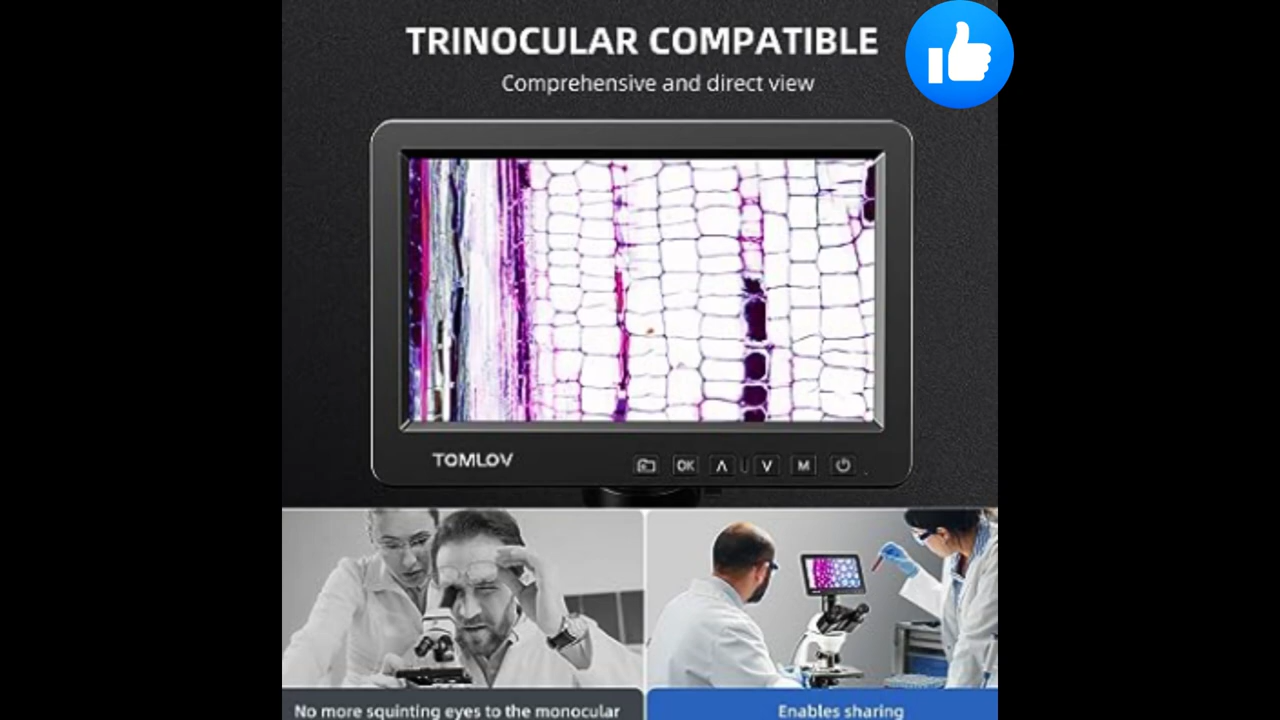 TRINOCULAR COMPATIBLE
Comprehensive and direct view
TOMLOV
OK
M
No more squinting eyes to the monocular
Enables sharing